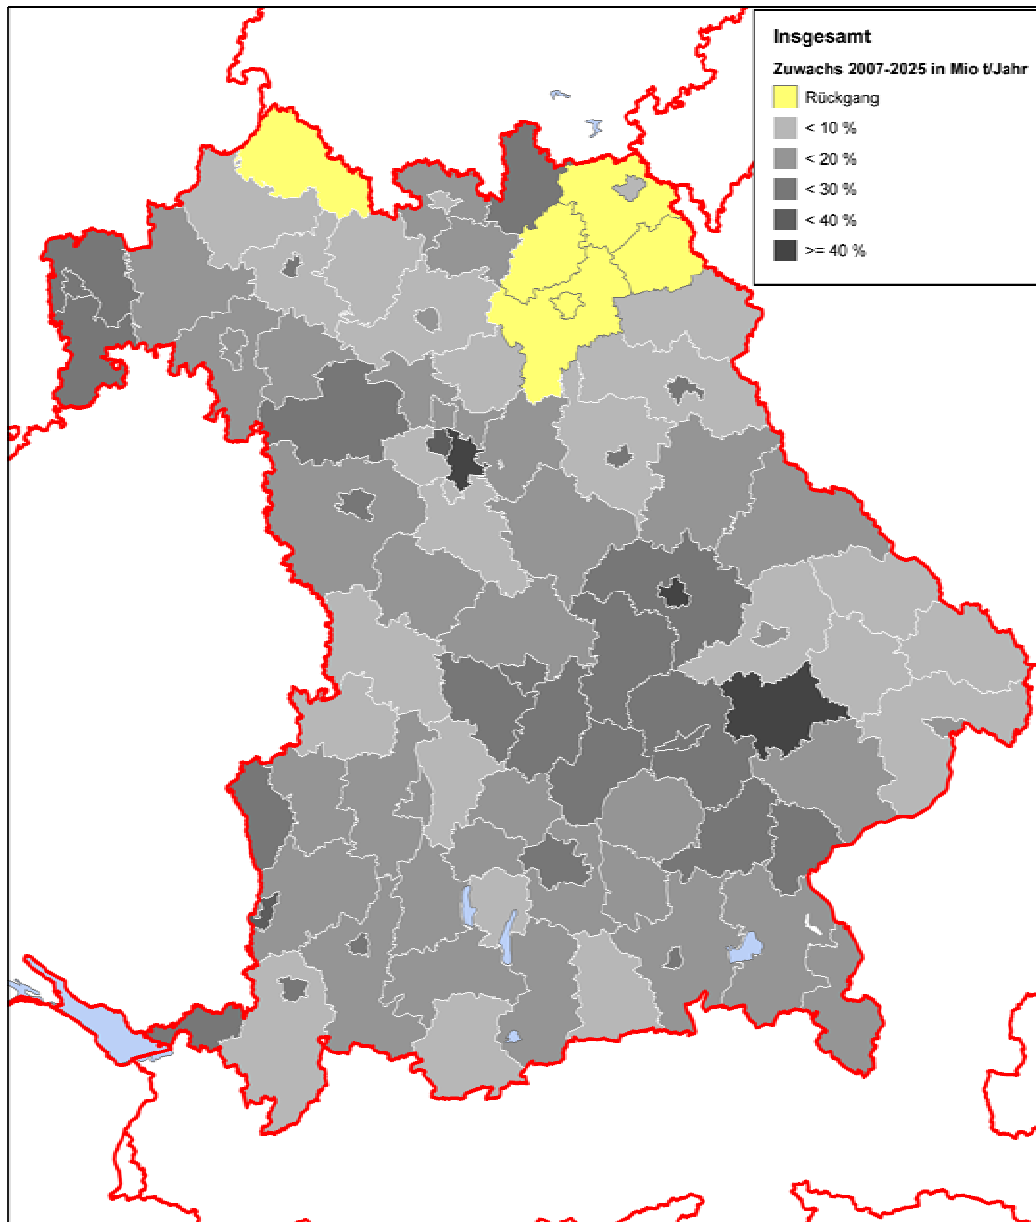 Insgesamt
Zuwachs 2007-2025 in Mio t/Jahr
Rückgang
< 10 %
< 20 %
< 30 %
< 40 %
>= 40 %